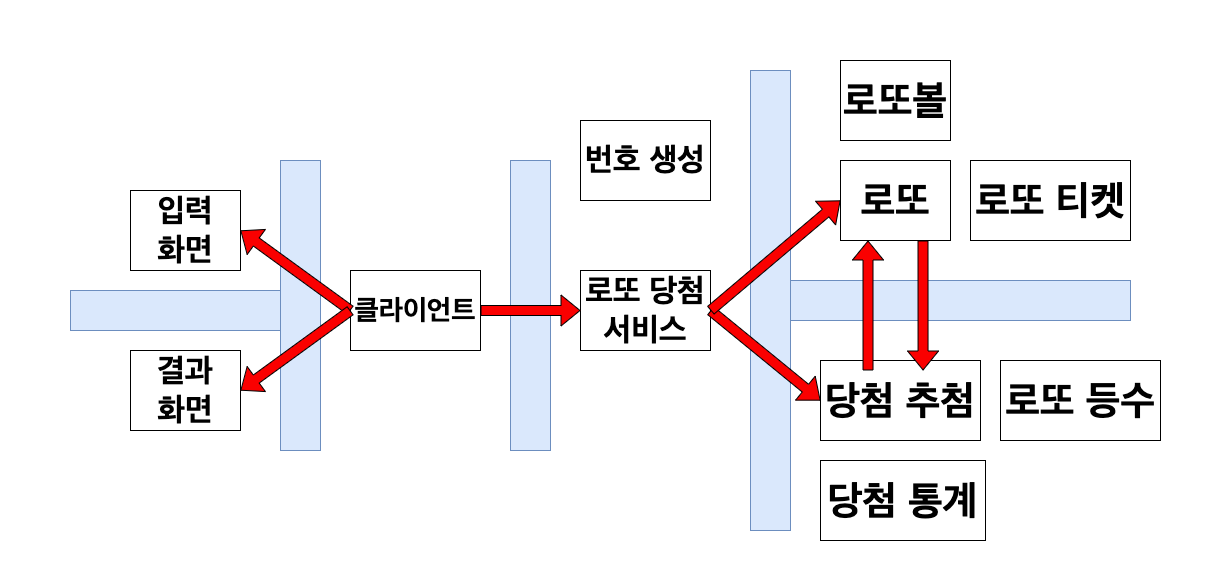 입력
화면
결과
화면
클라이언트
번호 생성
로또 당첨
서비스
로또볼
로또
로또 티켓
당첨 추첨
로또 등수
당첨 통계